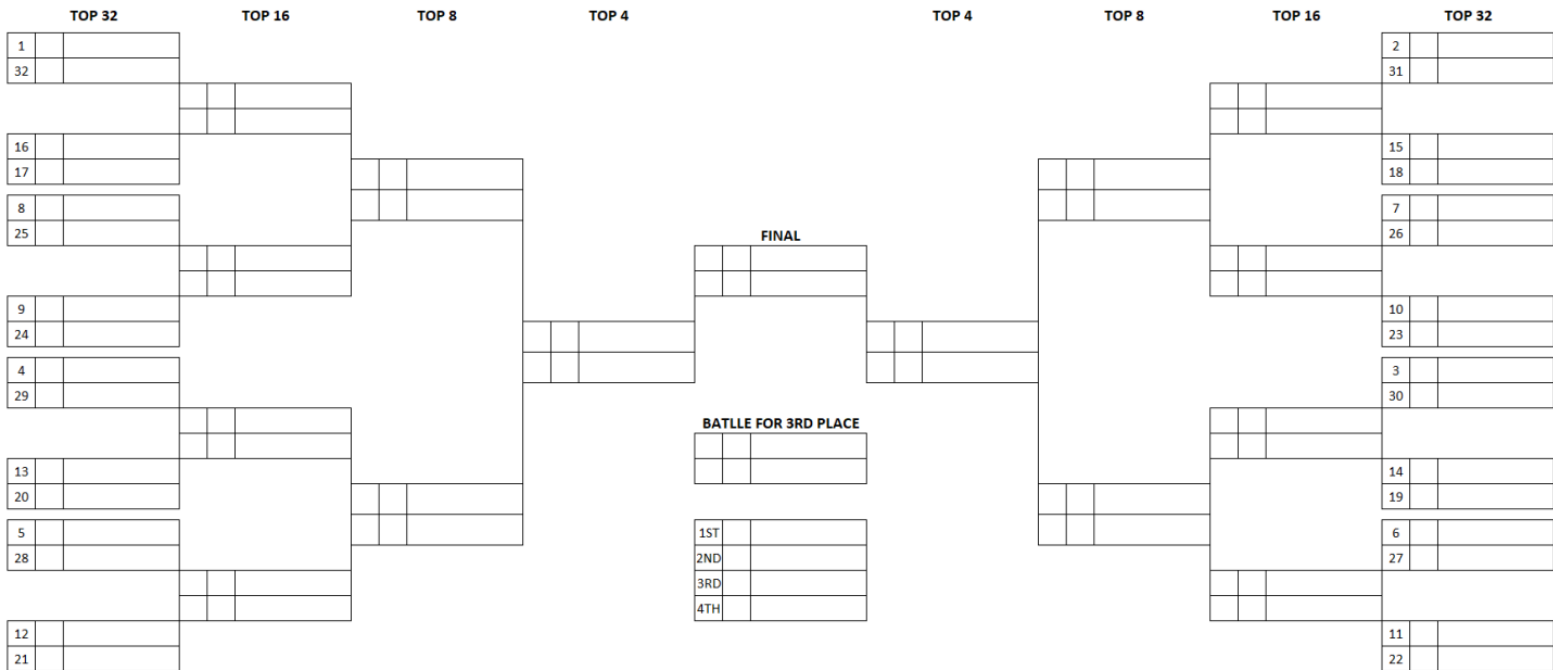 TOP 32 TOP 16 TOP 8 TOP 4 TOP 4 TOP 8 TOP 16 TOP 32
1 2
32 31
16 15
17 18
8 7
25 26
FINAL
9 10
24 23
4 3
29 30
BATLLE FOR 3RD PLACE
13 14
20 19
5 1ST 6
28 2ND 27
3RD
4TH
12 11
21 22